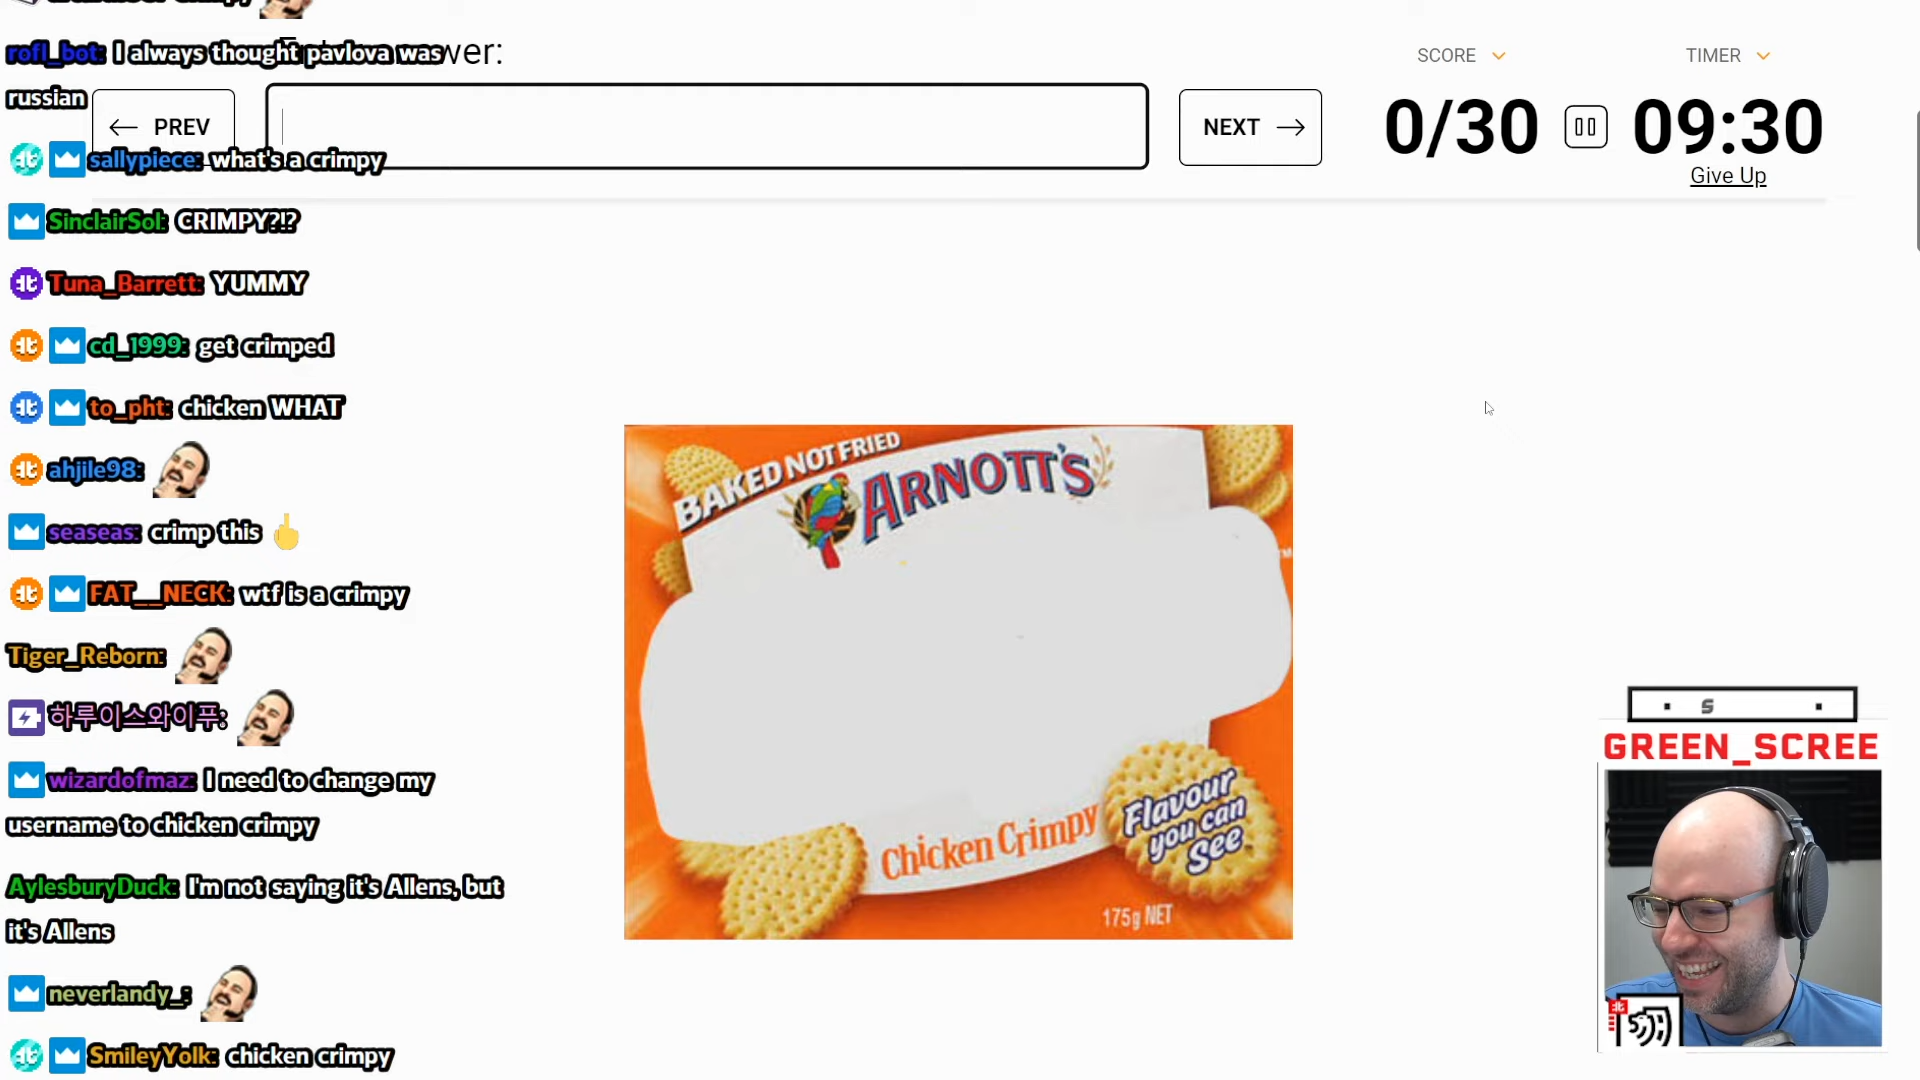 rofl_bot: I always thought pavlova was
russian
wer:
SCORE
TIMER
PREV
NEXT
0/30
09:30
Give Up
sallypiece: what's a crimpy
SinclairSol: CRIMPY?!?
Tuna_Barrett: YUMMY
cd_1999: get crimped
to_pht: chicken WHAT
ahjile98:
seaseas: crimp this
FAT__NECK: wtf is a crimpy
Tiger_Reborn:
하루이스와이푸:
wizardofmaz: I need to change my
username to chicken crimpy
AylesburyDuck: I'm not saying it's Allens, but
it's Allens
neverlandy_:
SmileyYolk: chicken crimpy
BAKED NOT FRIED
ARNOTT'S
TM
Chicken Crimpy
Flavour
you can
See
175g NET
S
GREEN_SCREE
北